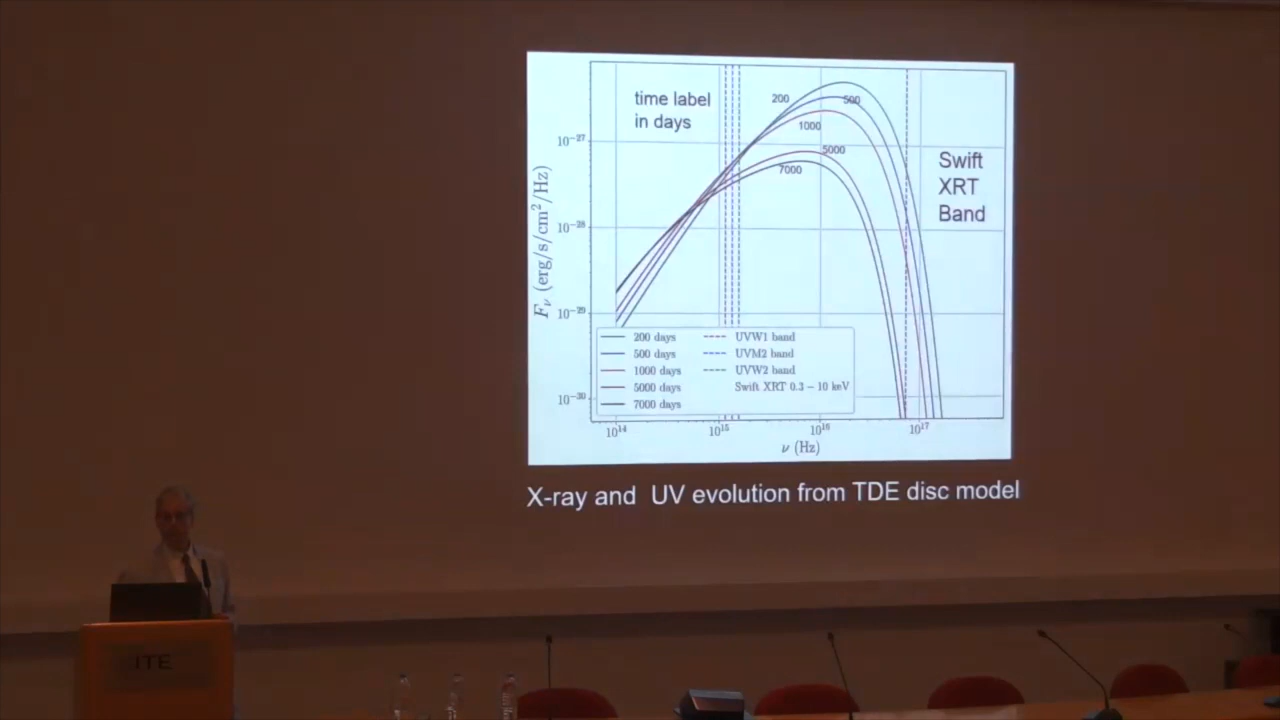 time label
in days
200
500
1000
5000
7000
Swift
XRT
Band
10⁻²⁷
10⁻²⁸
10⁻²⁹
10⁻³⁰
Fν (erg/s/cm²/Hz)
200 days
500 days
1000 days
5000 days
7000 days
UVW1 band
UVM2 band
UVW2 band
Swift XRT 0.3 − 10 keV
10¹⁴
10¹⁵
10¹⁶
10¹⁷
ν (Hz)
X-ray and UV evolution from TDE disc model
ITE